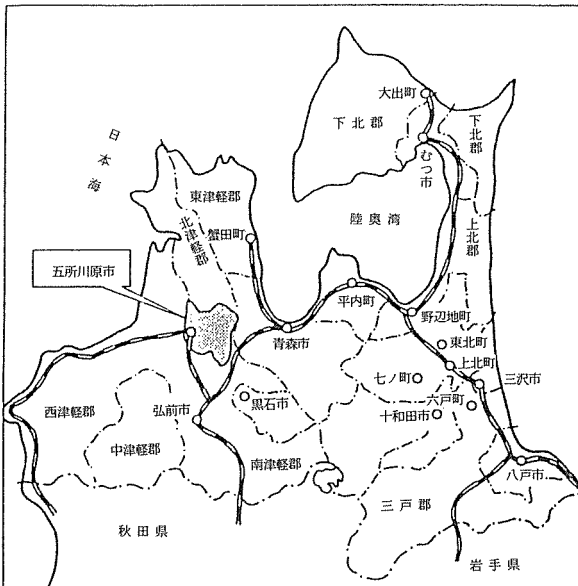 大出町
下北郡
下北郡
むつ市
日本海
東津軽郡
北津軽郡
蟹田町
陸奥湾
上北郡
五所川原市
平内町
野辺地町
青森市
東北町
上北町
七ノ町
三沢市
六戸町
十和田市
黒石市
西津軽郡
弘前市
中津軽郡
南津軽郡
八戸市
三戸郡
秋田県
岩手県